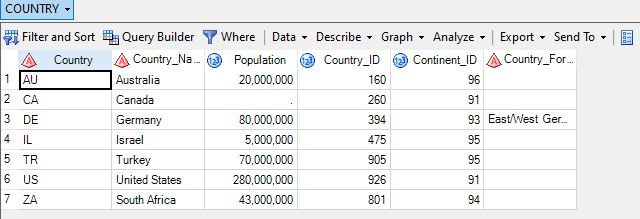 COUNTRY
Filter and Sort Query Builder Where Data Describe Graph Analyze Export Send To
Country Country_Na... Population Country_ID Continent_ID Country_For...
1 AU Australia 20,000,000 160 96
2 CA Canada . 260 91
3 DE Germany 80,000,000 394 93 East/West Ger...
4 IL Israel 5,000,000 475 95
5 TR Turkey 70,000,000 905 95
6 US United States 280,000,000 926 91
7 ZA South Africa 43,000,000 801 94